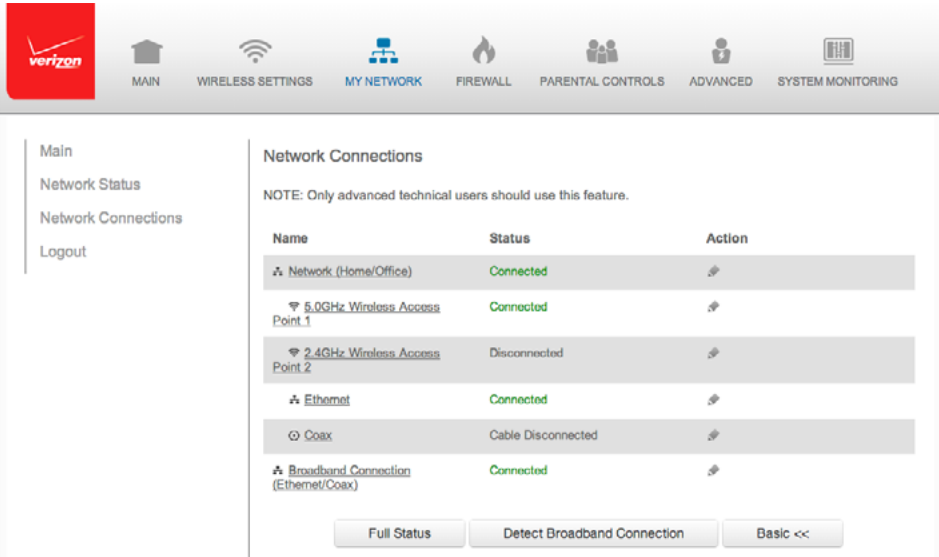 verizon
MAIN
WIRELESS SETTINGS
MY NETWORK
FIREWALL
PARENTAL CONTROLS
ADVANCED
SYSTEM MONITORING
Main
Network Status
Network Connections
Logout
Network Connections
NOTE: Only advanced technical users should use this feature.
Name Status Action
Network (Home/Office) Connected
5.0GHz Wireless Access Connected
Point 1
2.4GHz Wireless Access Disconnected
Point 2
Ethernet Connected
Coax Cable Disconnected
Broadband Connection Connected
(Ethernet/Coax)
Full Status Detect Broadband Connection Basic <<